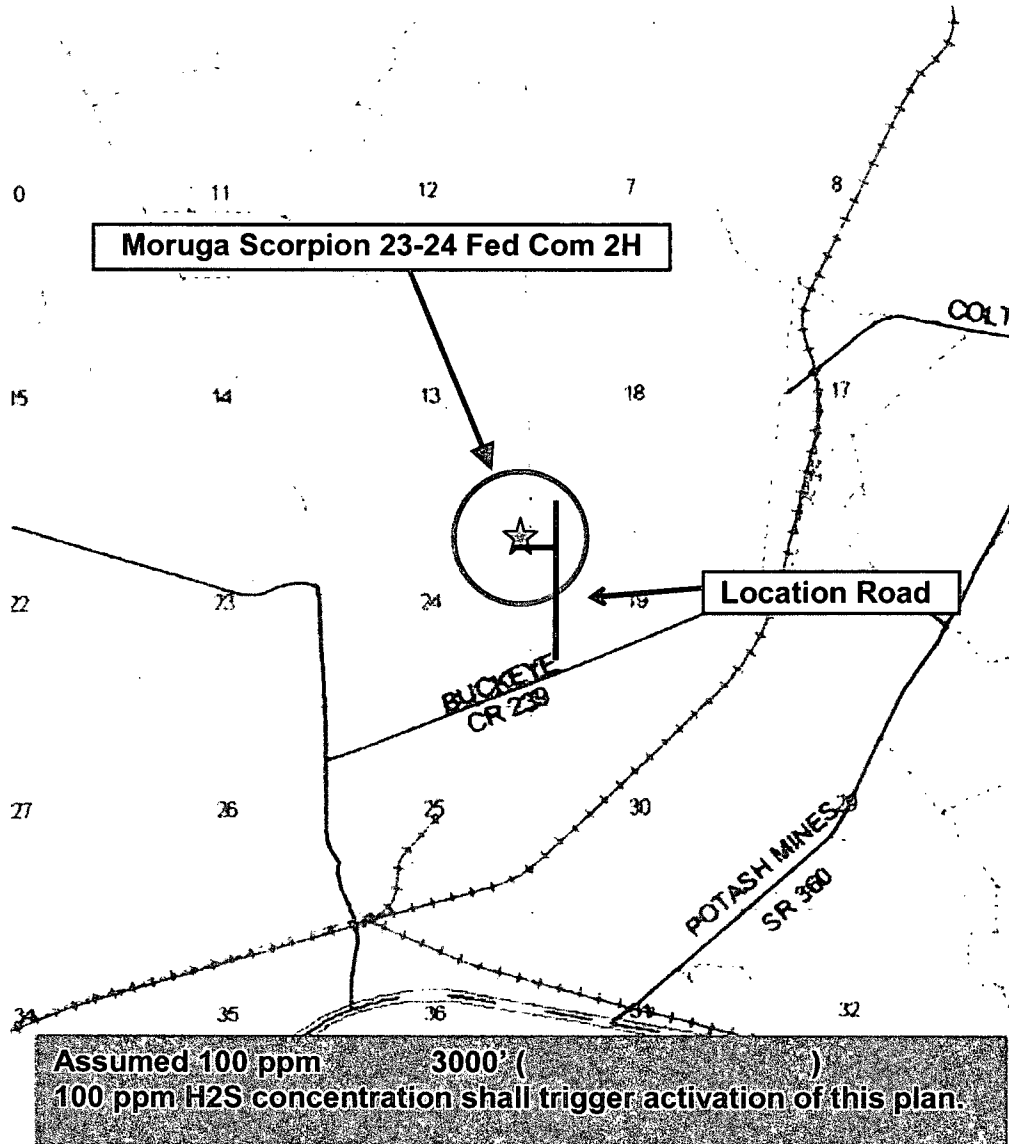 0 11 12 7 8
Moruga Scorpion 23-24 Fed Com 2H
COLT
15 14 13 18 17
22 23 24 19
Location Road
BUCKEYE
CR 239
27 26 25 30 29
POTASH MINES
SR 360
34 35 36 31 32
Assumed 100 ppm 3000' ( )
100 ppm H2S concentration shall trigger activation of this plan.